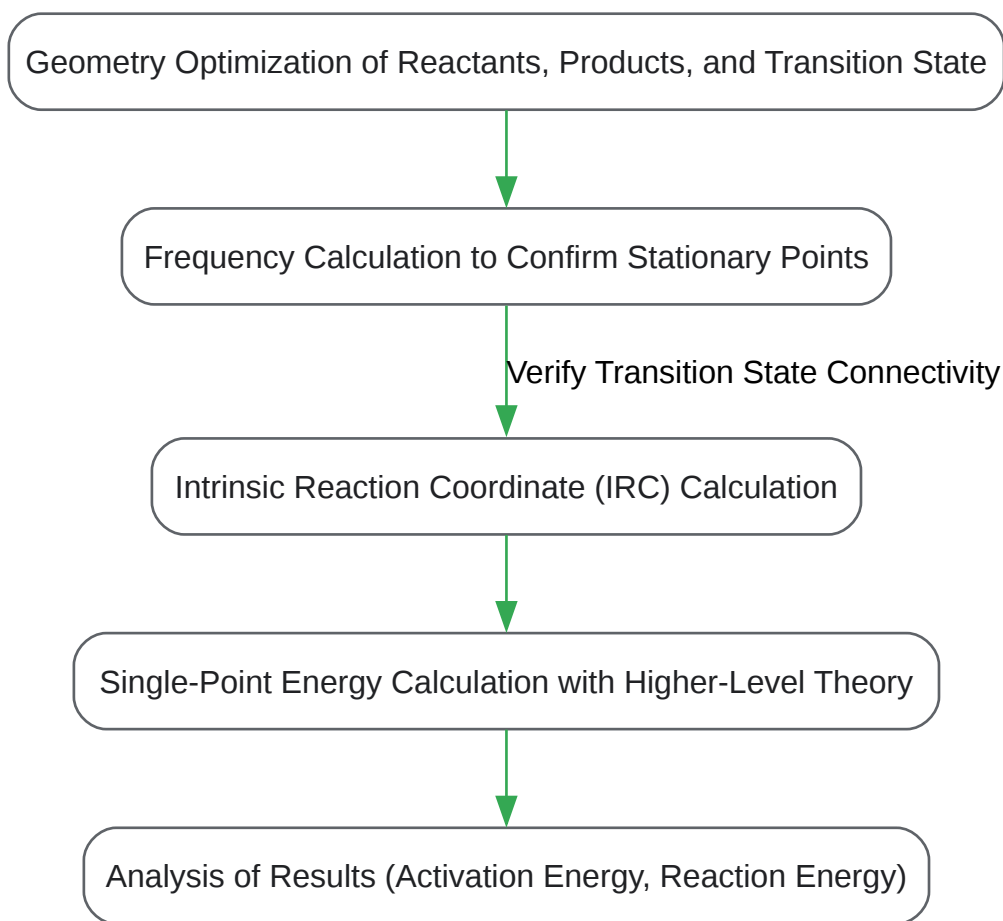 Geometry Optimization of Reactants, Products, and Transition State
Frequency Calculation to Confirm Stationary Points
Verify Transition State Connectivity
Intrinsic Reaction Coordinate (IRC) Calculation
Single-Point Energy Calculation with Higher-Level Theory
Analysis of Results (Activation Energy, Reaction Energy)